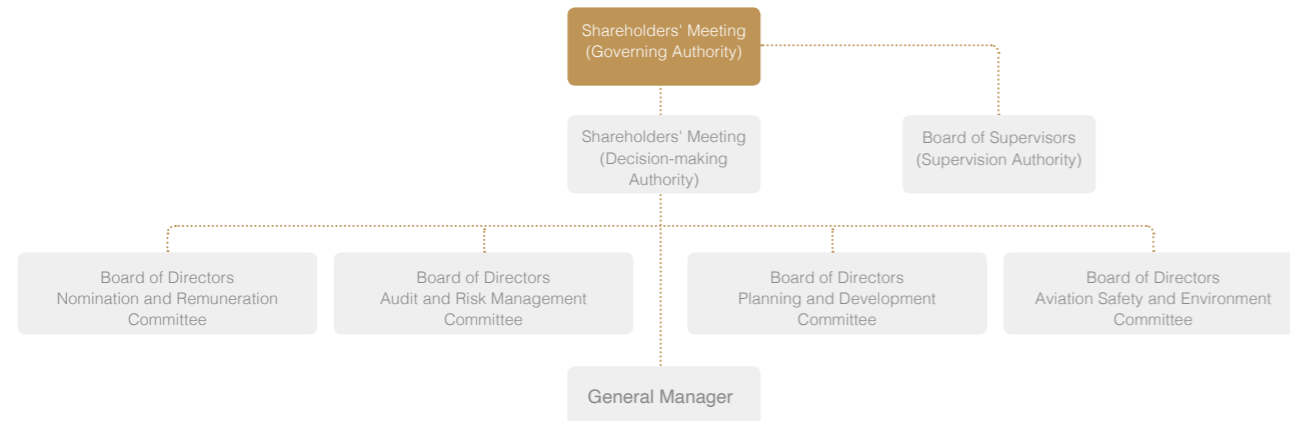 Shareholders' Meeting
(Governing Authority)
Shareholders' Meeting
(Decision-making
Authority)
Board of Supervisors
(Supervision Authority)
Board of Directors
Nomination and Remuneration
Committee
Board of Directors
Audit and Risk Management
Committee
Board of Directors
Planning and Development
Committee
Board of Directors
Aviation Safety and Environment
Committee
General Manager